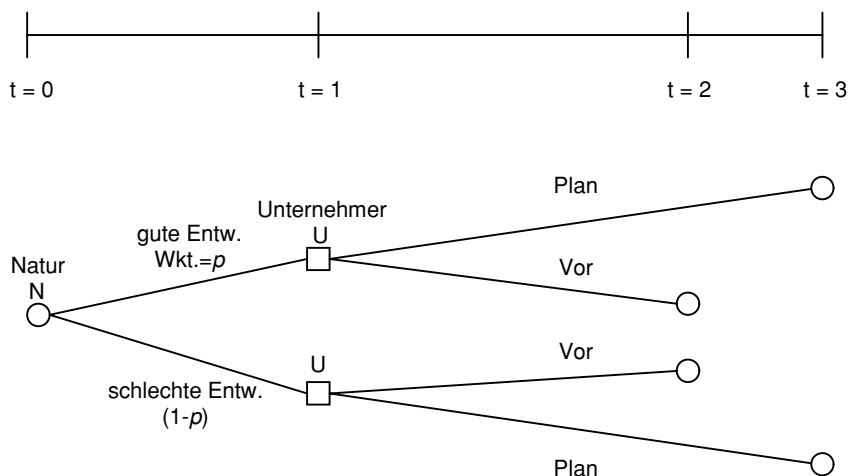 t = 0
t = 1
t = 2
t = 3
Plan
Unternehmer
U
gute Entw.
Wkt.=p
Vor
Natur
N
U
Vor
schlechte Entw.
(1-p)
Plan